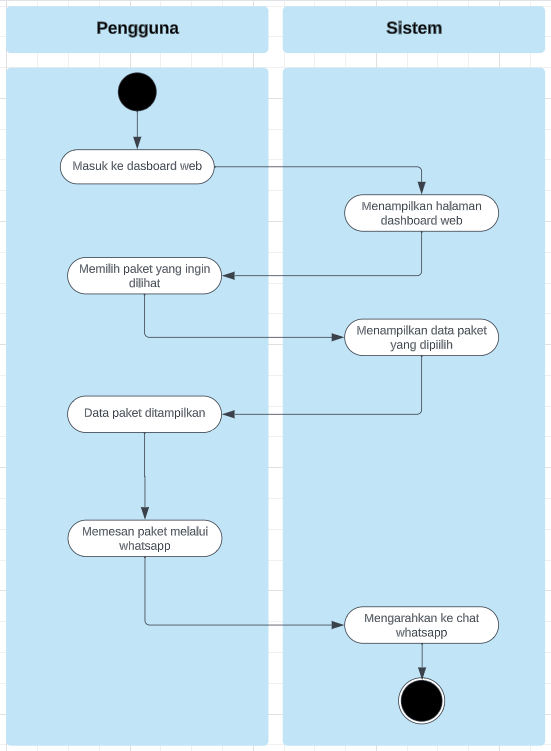 Pengguna
Sistem
Masuk ke dasboard web
Menampilkan halaman
dashboard web
Memilih paket yang ingin
dilihat
Menampilkan data paket
yang dipiilih
Data paket ditampilkan
Memesan paket melalui
whatsapp
Mengarahkan ke chat
whatsapp